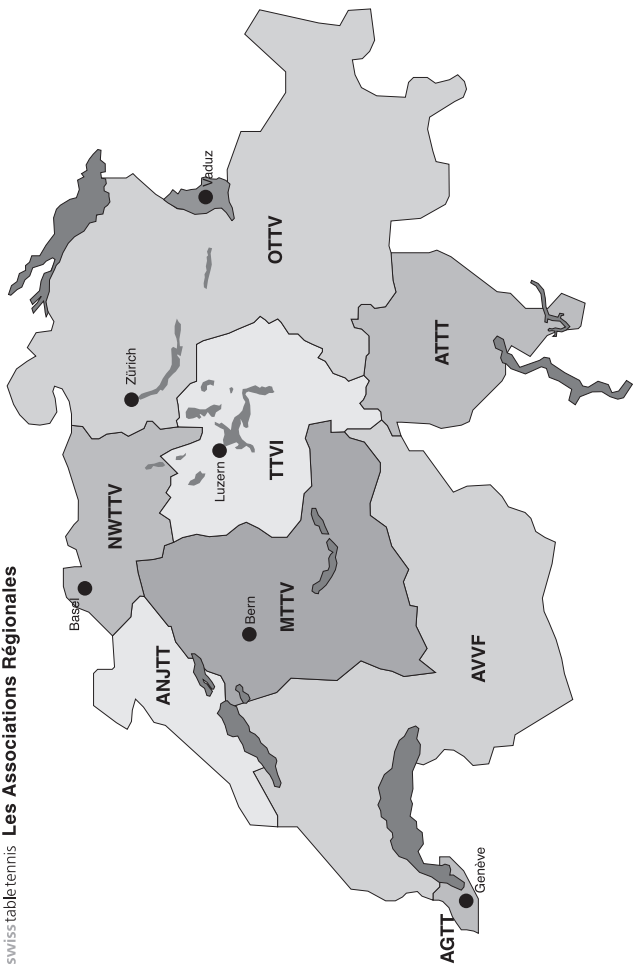 swisstabletennis Les Associations Régionales
Basel
NWTTV
Zürich
Vaduz
OTTV
ANJTT
Luzern
TTVI
Bern
MTTV
ATTT
AVVF
AGTT
Genève